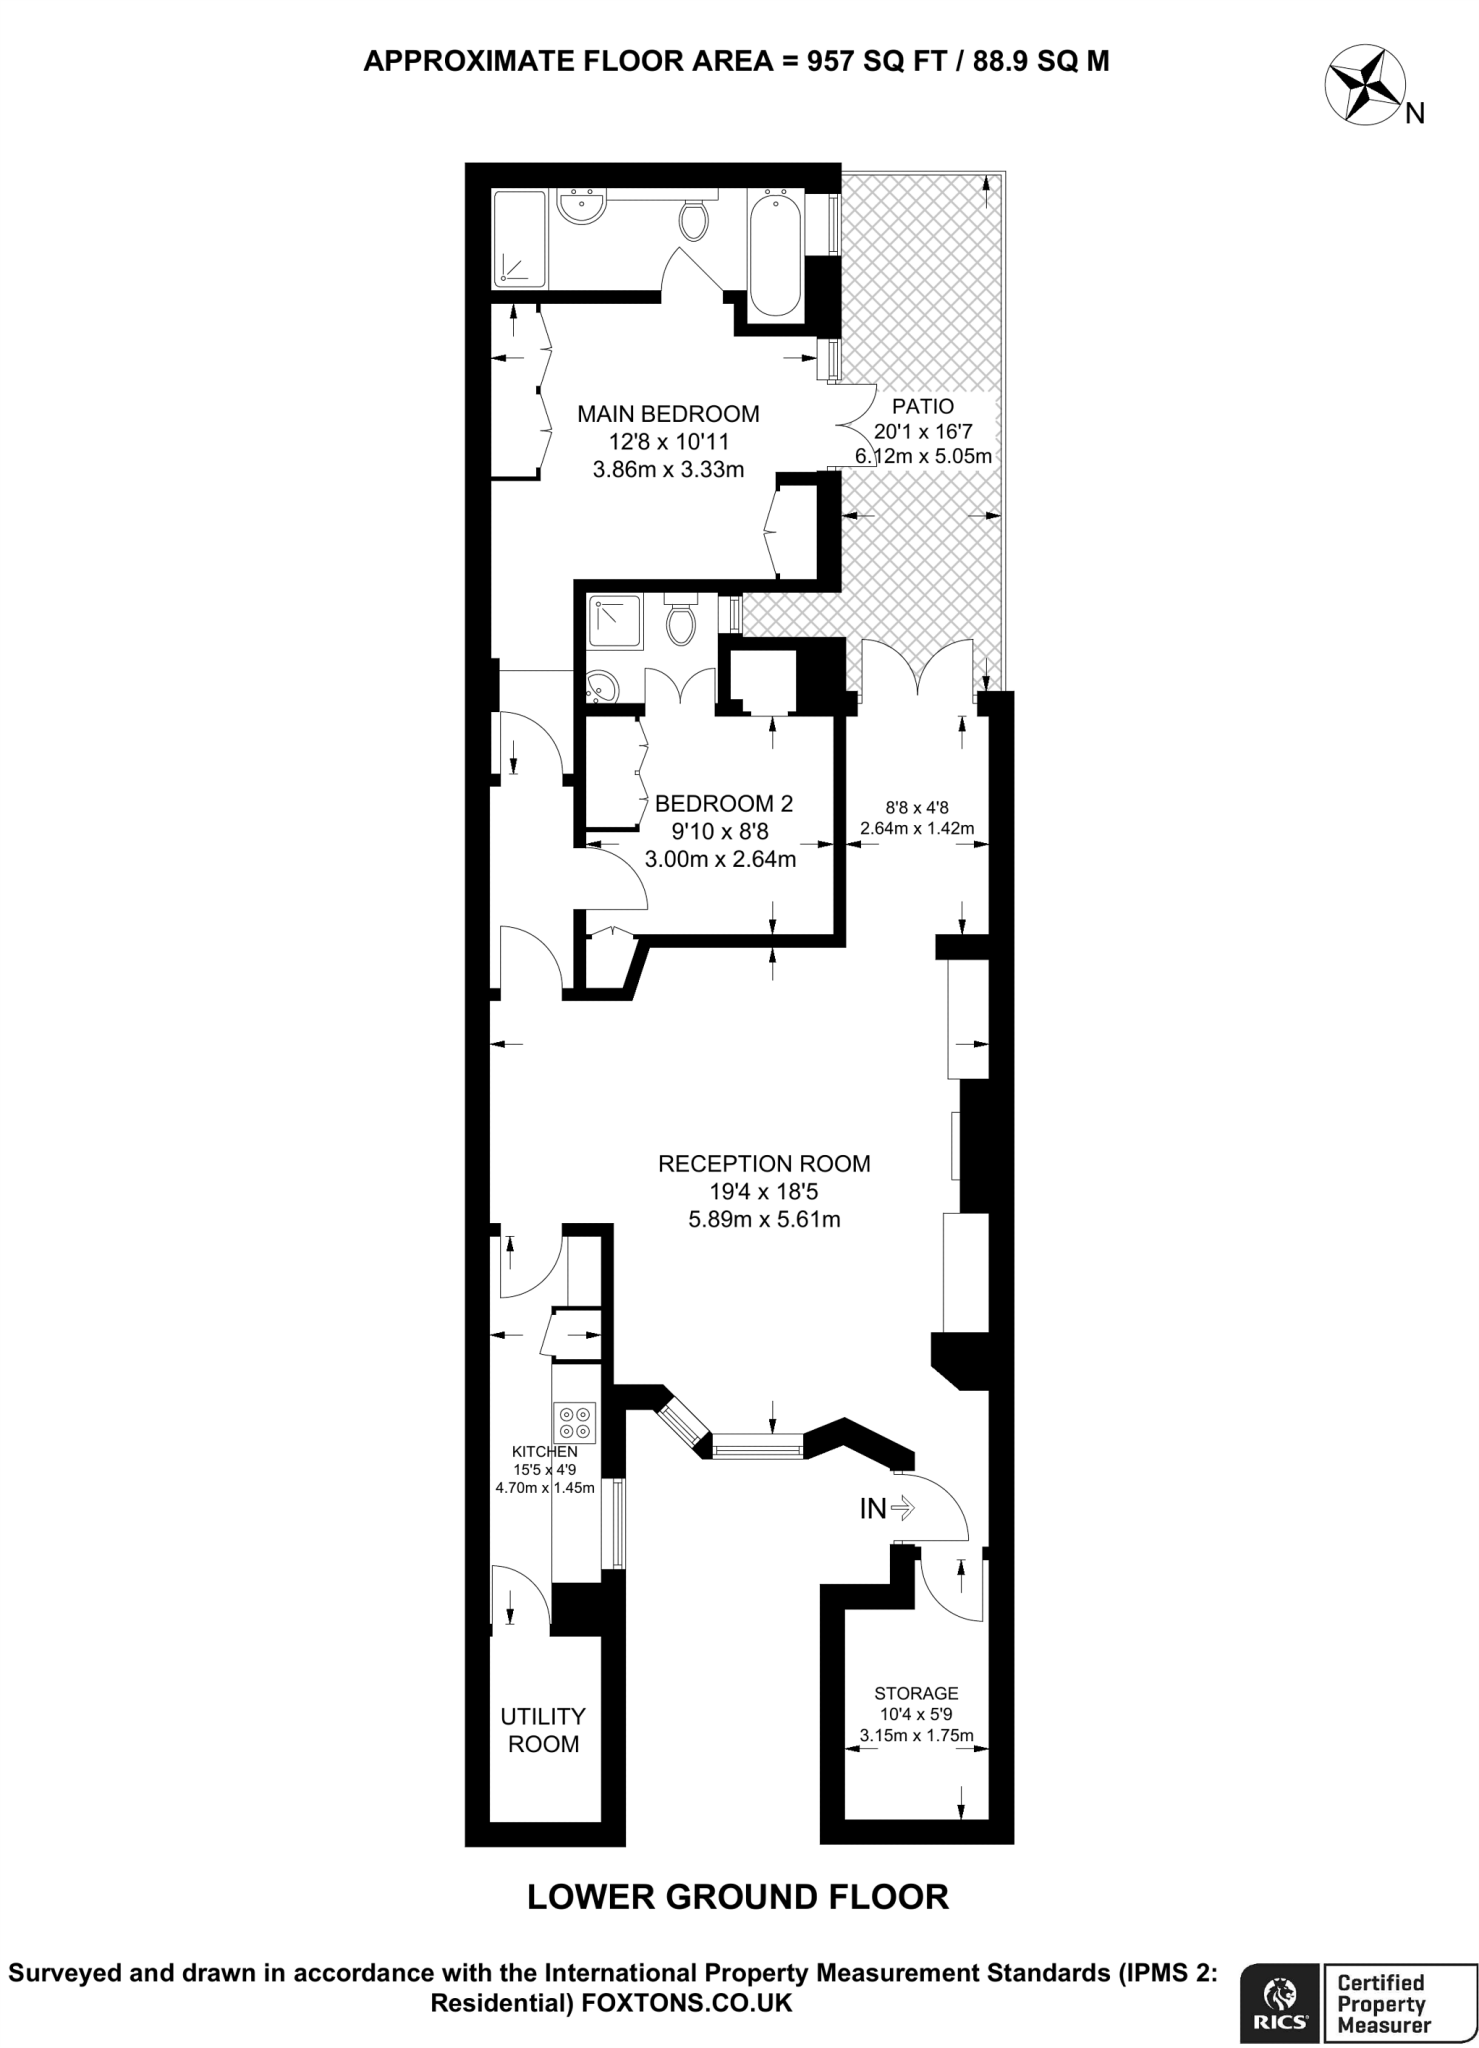 APPROXIMATE FLOOR AREA = 957 SQ FT / 88.9 SQ M
N
PATIO
20'1 x 16'7
6.12m x 5.05m
MAIN BEDROOM
12'8 x 10'11
3.86m x 3.33m
BEDROOM 2
9'10 x 8'8
3.00m x 2.64m
8'8 x 4'8
2.64m x 1.42m
RECEPTION ROOM
19'4 x 18'5
5.89m x 5.61m
KITCHEN
15'5 x 4'9
4.70m x 1.45m
IN
UTILITY
ROOM
STORAGE
10'4 x 5'9
3.15m x 1.75m
LOWER GROUND FLOOR
Surveyed and drawn in accordance with the International Property Measurement Standards (IPMS 2:
Residential) FOXTONS.CO.UK
RICS
Certified
Property
Measurer